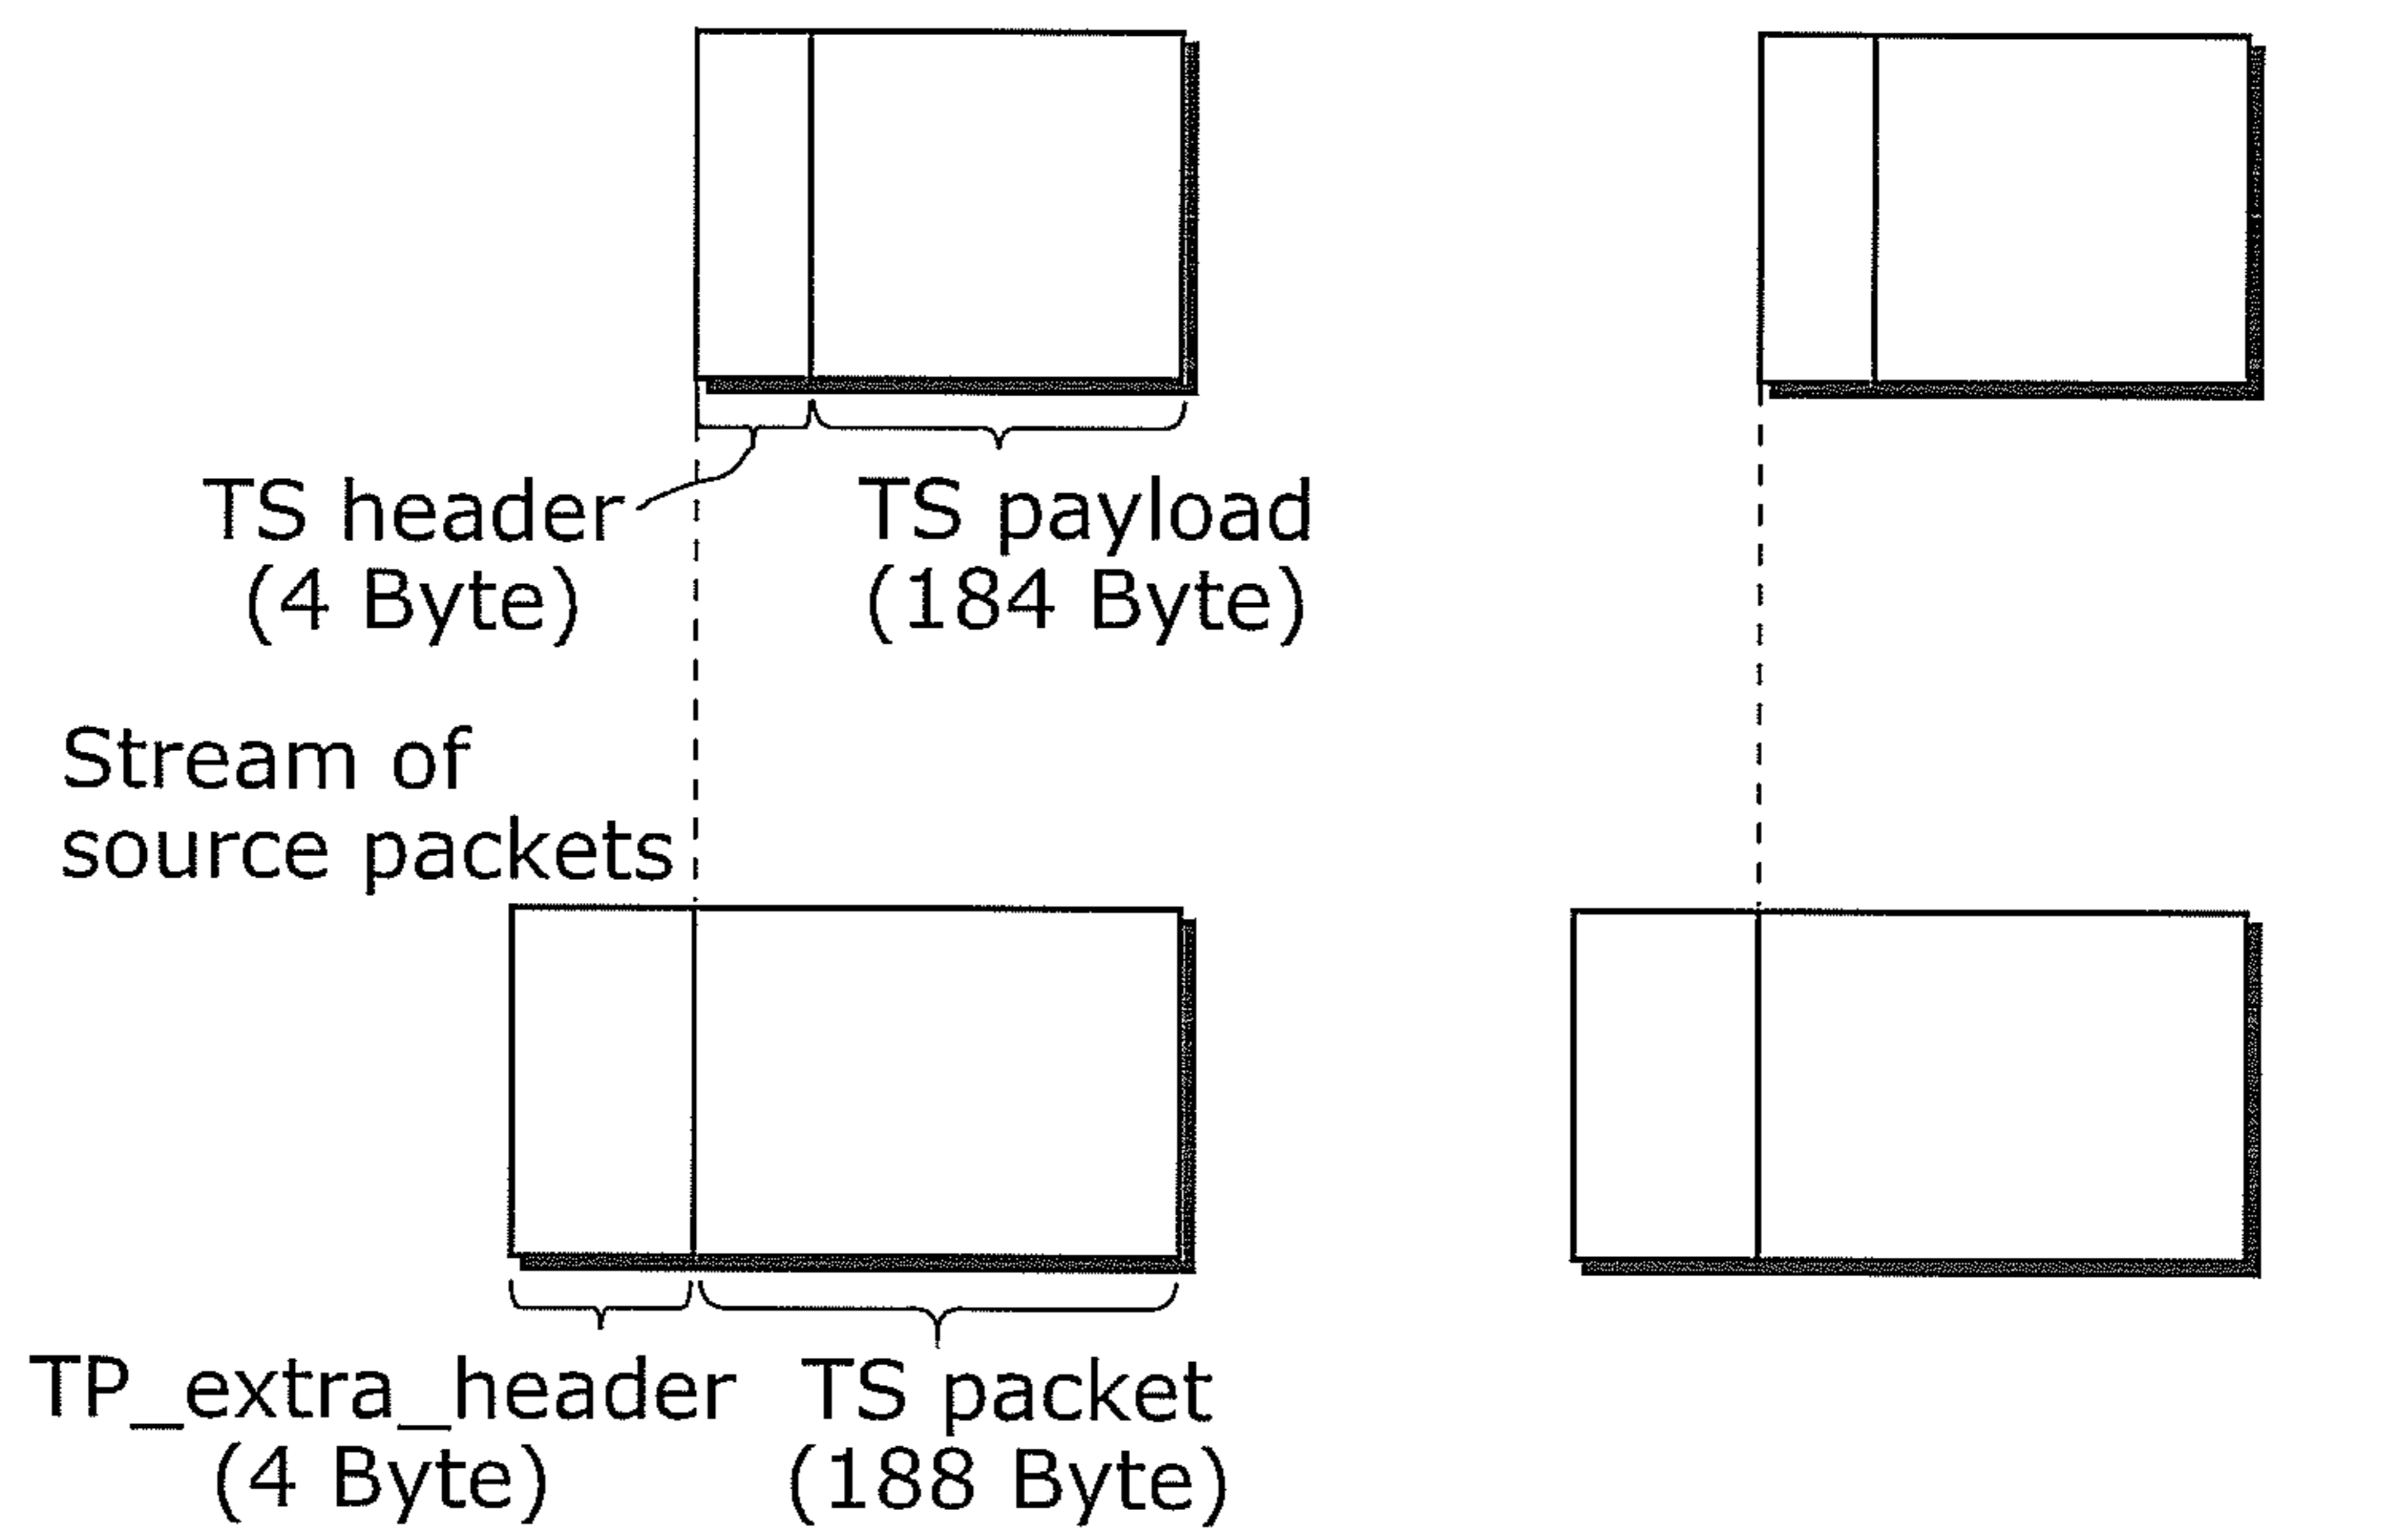 TS header
(4 Byte)
TS payload
(184 Byte)
Stream of
source packets
TP_extra_header
(4 Byte)
TS packet
(188 Byte)